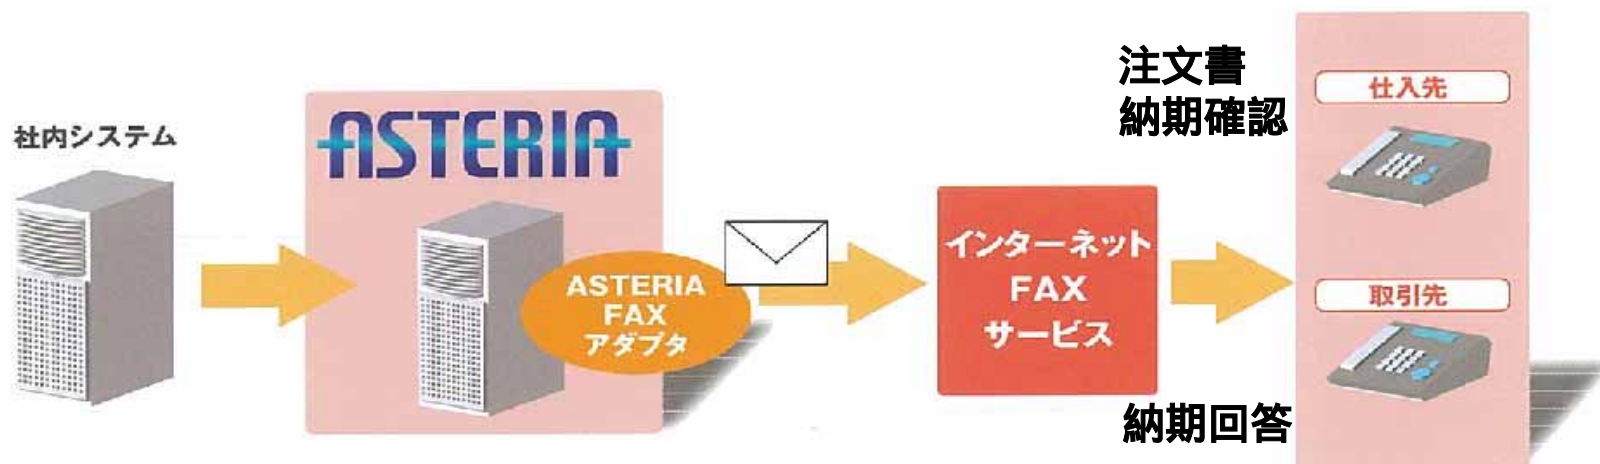 社内システム
ASTERIA
ASTERIA
FAX
アダプタ
インターネット
FAX
サービス
注文書
納期確認
納期回答
仕入先
取引先